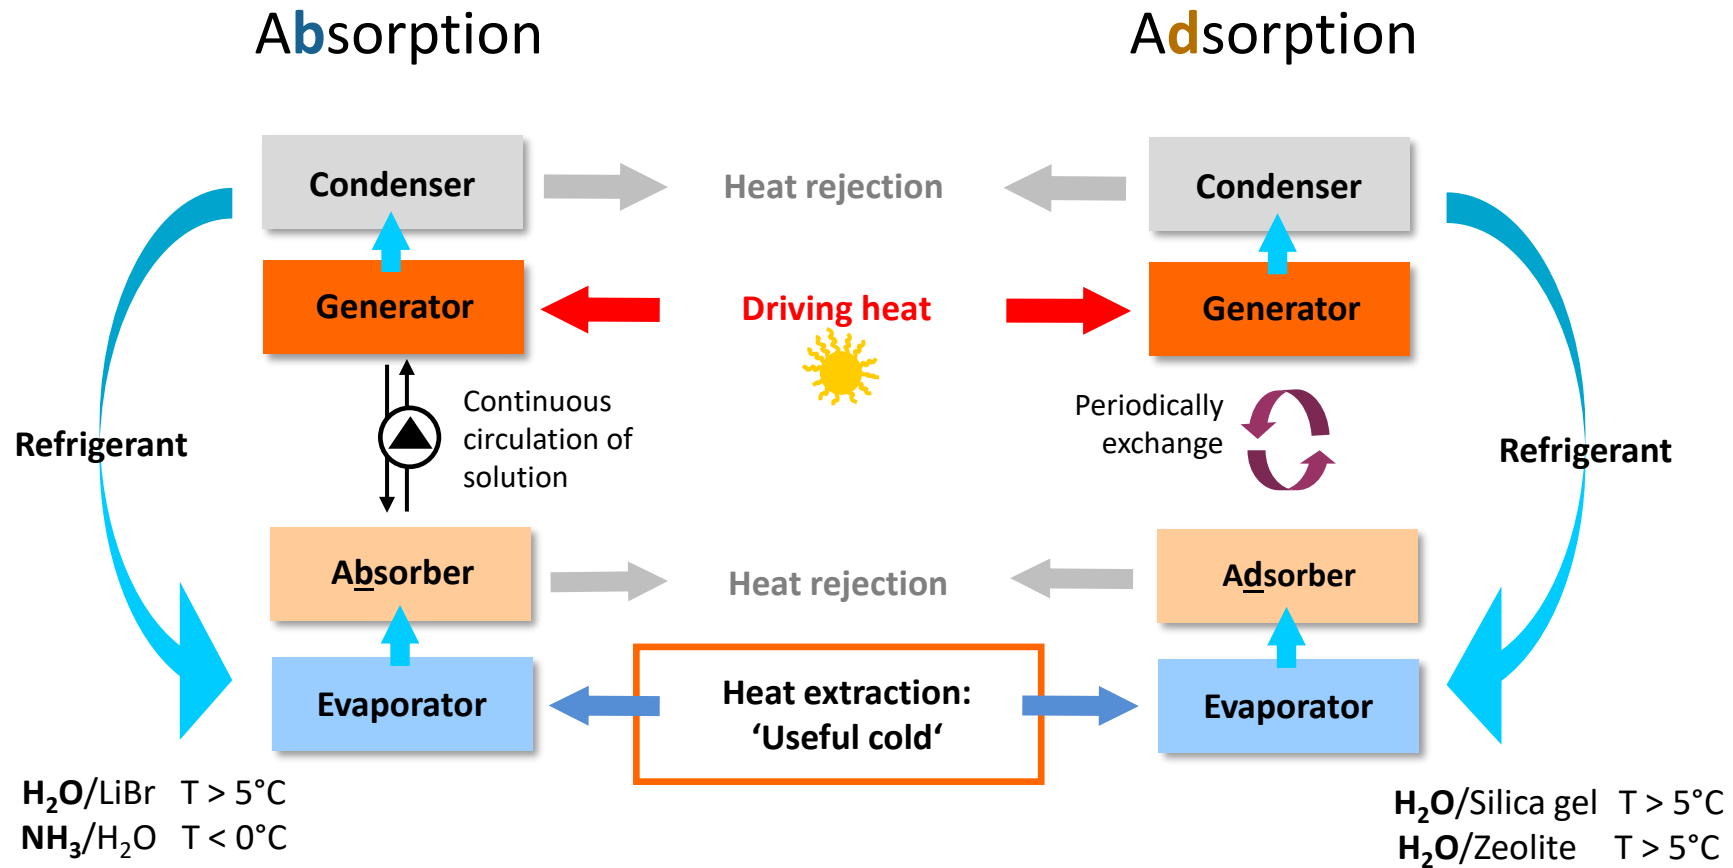 Absorption
Adsorption
Condenser
Heat rejection
Condenser
Generator
Driving heat
Generator
Continuous
circulation of
solution
Periodically
exchange
Refrigerant
Refrigerant
Absorber
Heat rejection
Adsorber
Evaporator
Heat extraction:
‘Useful cold‘
Evaporator
H₂O/LiBr T > 5°C
NH₃/H₂O T < 0°C
H₂O/Silica gel T > 5°C
H₂O/Zeolite T > 5°C